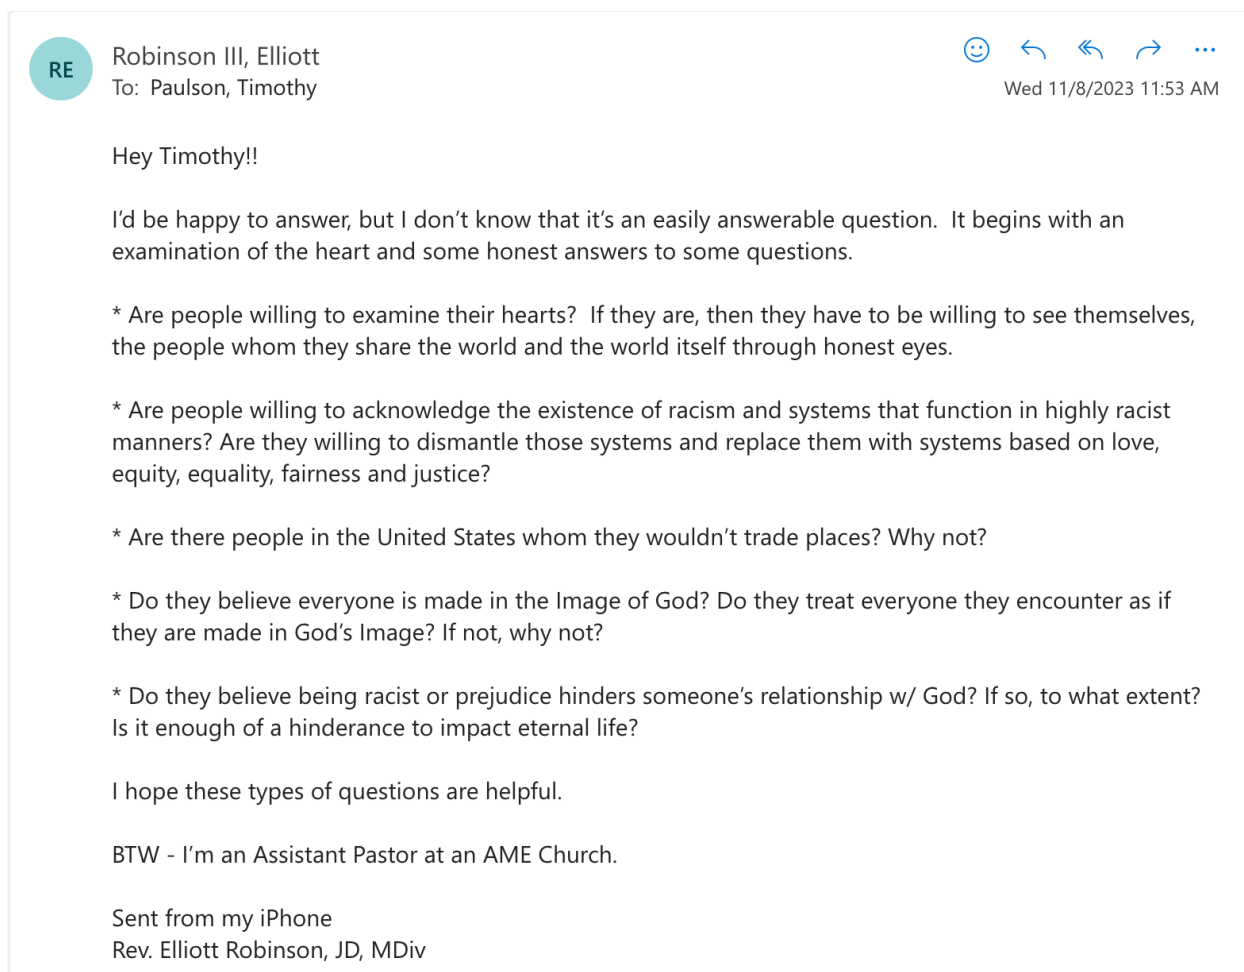 RE
Robinson III, Elliott
To: Paulson, Timothy
Wed 11/8/2023 11:53 AM
Hey Timothy!!
I'd be happy to answer, but I don't know that it's an easily answerable question.  It begins with an
examination of the heart and some honest answers to some questions.
* Are people willing to examine their hearts?  If they are, then they have to be willing to see themselves,
the people whom they share the world and the world itself through honest eyes.
* Are people willing to acknowledge the existence of racism and systems that function in highly racist
manners? Are they willing to dismantle those systems and replace them with systems based on love,
equity, equality, fairness and justice?
* Are there people in the United States whom they wouldn't trade places? Why not?
* Do they believe everyone is made in the Image of God? Do they treat everyone they encounter as if
they are made in God's Image? If not, why not?
* Do they believe being racist or prejudice hinders someone's relationship w/ God? If so, to what extent?
Is it enough of a hinderance to impact eternal life?
I hope these types of questions are helpful.
BTW - I'm an Assistant Pastor at an AME Church.
Sent from my iPhone
Rev. Elliott Robinson, JD, MDiv